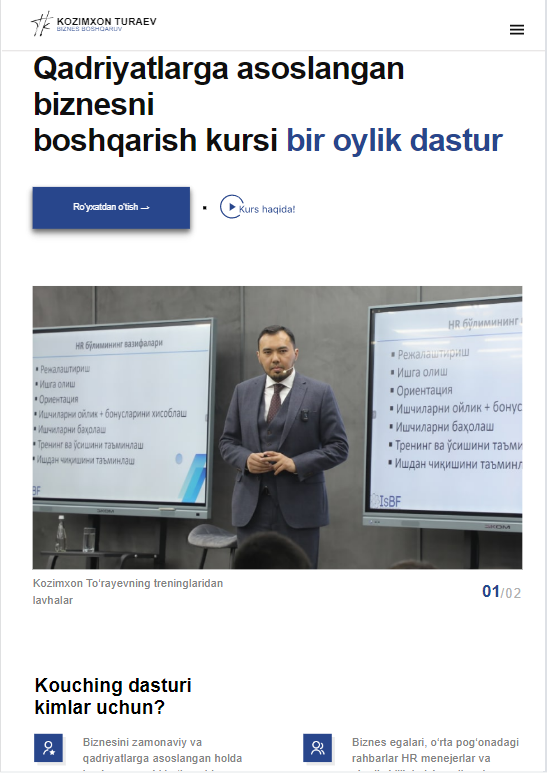 KOZIMXON TURAEV
BIZNES BOSHQARUV
Qadriyatlarga asoslangan
biznesni
boshqarish kursi bir oylik dastur
Ro'yxatdan o'tish
Kurs haqida!
HR бўлимининг вазифалари
Режалаштириш
Ишга олиш
Ориентация
Ишчиларни ойлик + бонусларини хисоблаш
Ишчиларни баҳолаш
Тренинг ва ўсишини таъминлаш
Ишдан чиқишини таъминлаш
BF
HR бўлимининг
Режалаштириш
Ишга олиш
Ориентация
Ишчиларни ойлик + бонус
Ишчиларни баҳолаш
Тренинг ва ўсишини таъми
Ишдан чиқишини таъминл
IsBF
Kozimxon To'rayevning treninglaridan
lavhalar
01/02
Kouching dasturi
kimlar uchun?
Biznesini zamonaviy va
qadriyatlarga asoslangan holda
Biznes egalari, o'rta pog'onadagi
rahbarlar HR menejerlar va